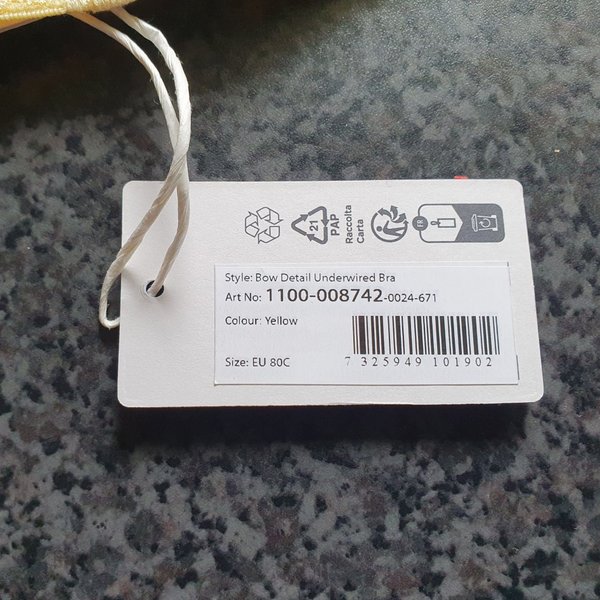 21
PAP
Raccolta
Carta
FR
Style: Bow Detail Underwired Bra
Art No: 1100-008742-0024-671
Colour: Yellow
Size: EU 80C
7 325949 101902